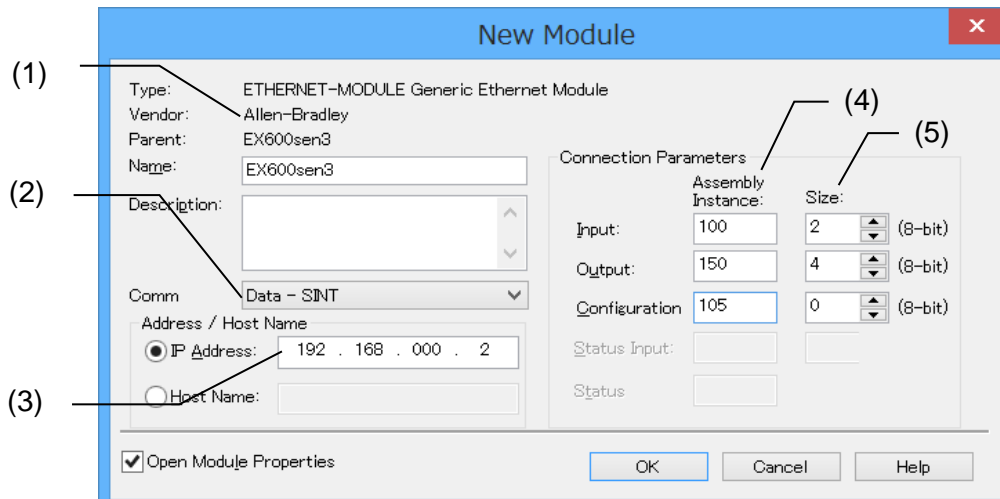 New Module
(1)
Type: ETHERNET-MODULE Generic Ethernet Module
Vendor: Allen-Bradley
Parent: EX600sen3
Name: EX600sen3
(2)
Description:
Comm Data - SINT
Address / Host Name
IP Address: 192 . 168 . 000 . 2
(3)
Host Name:
(4)
(5)
Connection Parameters
Assembly
Instance: Size:
Input: 100 2 (8-bit)
Output: 150 4 (8-bit)
Configuration 105 0 (8-bit)
Status Input:
Status
Open Module Properties
OK Cancel Help